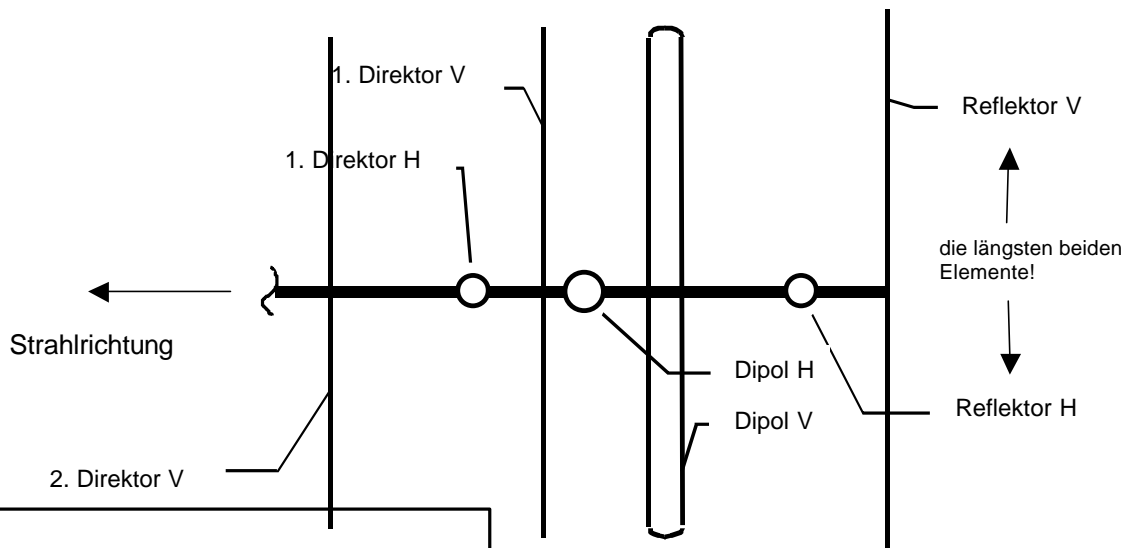 1. Direktor V
Reflektor V
1. Direktor H
die längsten beiden
Elemente!
Strahlrichtung
Dipol H
Reflektor H
Dipol V
2. Direktor V